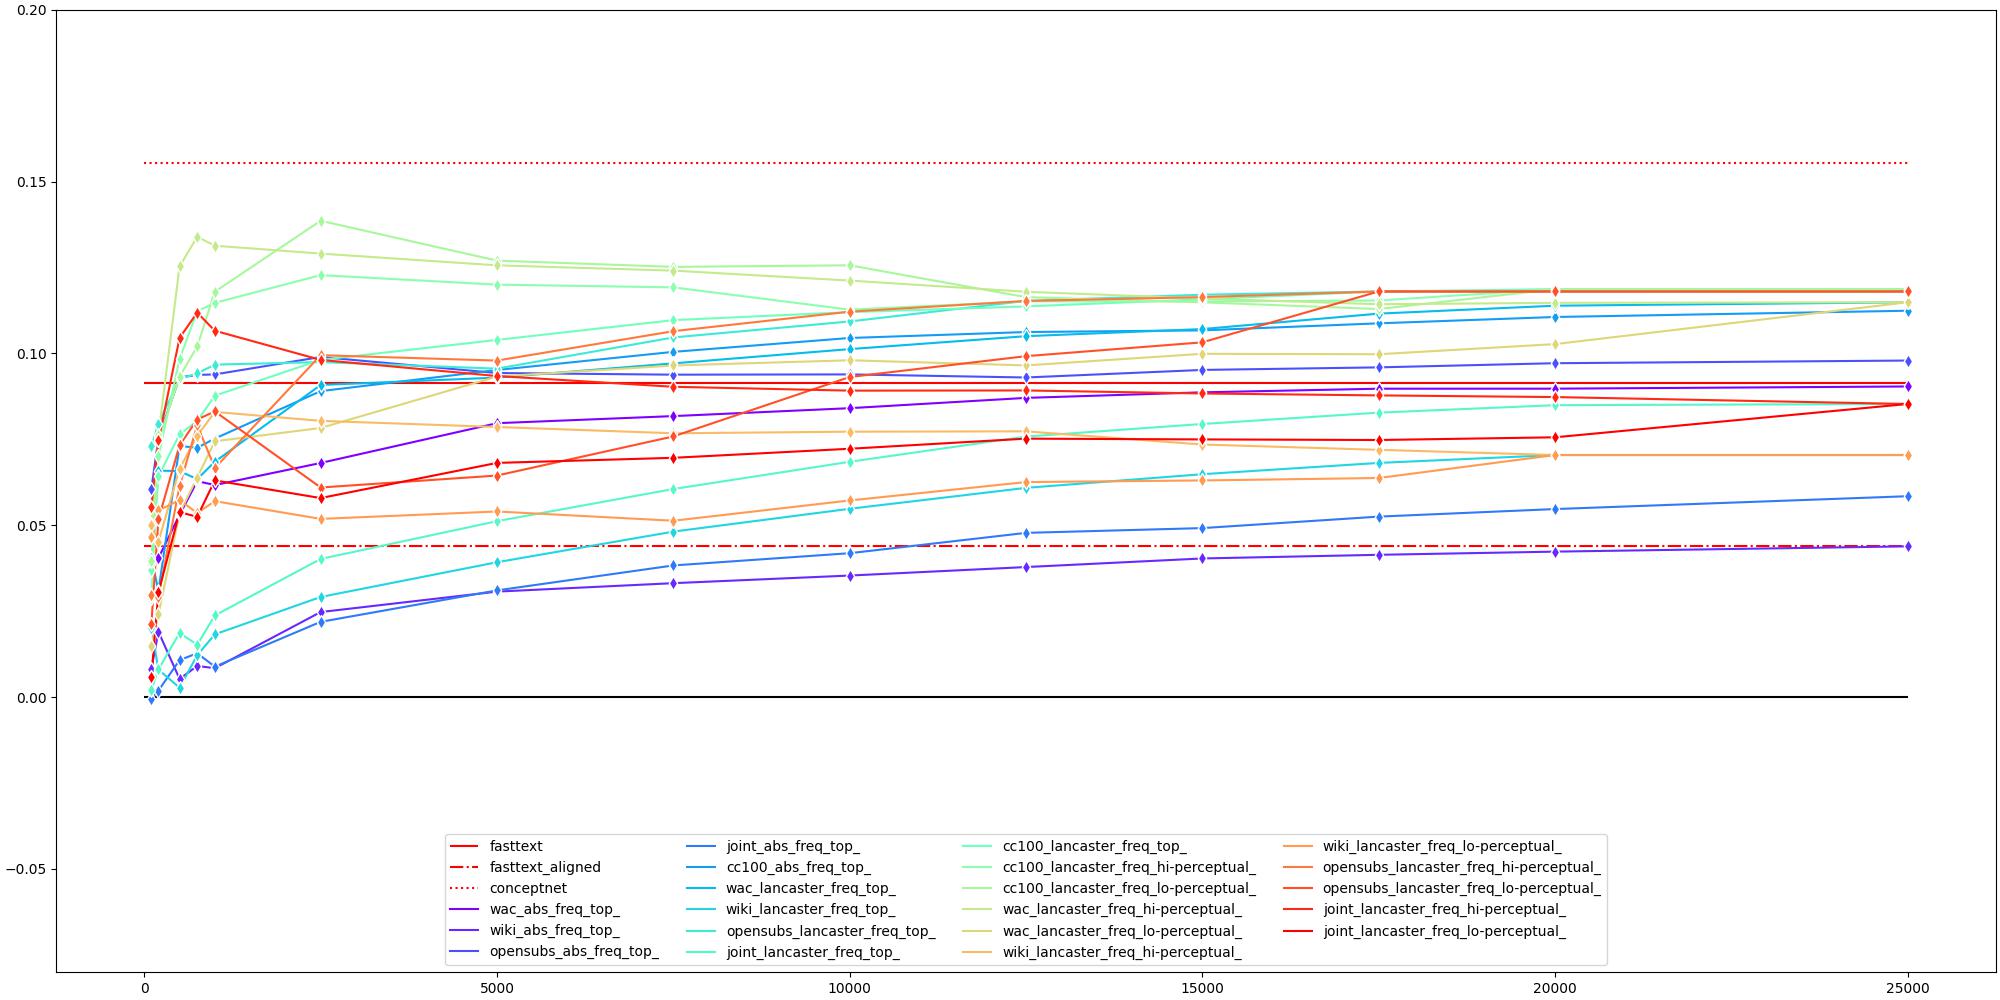 0.20
0.15
0.10
0.05
0.00
−0.05
fasttext
fasttext_aligned
conceptnet
wac_abs_freq_top_
wiki_abs_freq_top_
opensubs_abs_freq_top_
joint_abs_freq_top_
cc100_abs_freq_top_
wac_lancaster_freq_top_
wiki_lancaster_freq_top_
opensubs_lancaster_freq_top_
joint_lancaster_freq_top_
cc100_lancaster_freq_top_
cc100_lancaster_freq_hi-perceptual_
cc100_lancaster_freq_lo-perceptual_
wac_lancaster_freq_hi-perceptual_
wac_lancaster_freq_lo-perceptual_
wiki_lancaster_freq_hi-perceptual_
wiki_lancaster_freq_lo-perceptual_
opensubs_lancaster_freq_hi-perceptual_
opensubs_lancaster_freq_lo-perceptual_
joint_lancaster_freq_hi-perceptual_
joint_lancaster_freq_lo-perceptual_
0 5000 10000 15000 20000 25000